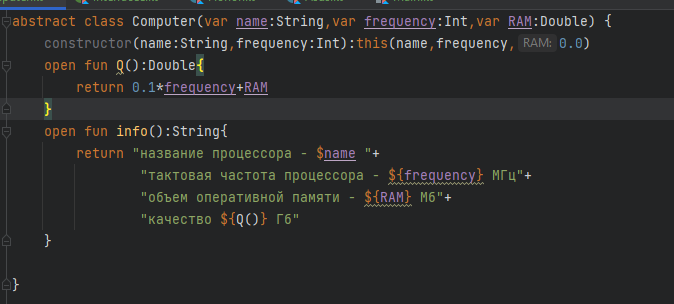 abstract class Computer(var name:String,var frequency:Int,var RAM:Double) {
constructor(name:String,frequency:Int):this(name,frequency, RAM: 0.0)
open fun Q():Double{
return 0.1*frequency+RAM
}
open fun info():String{
return "название процессора - $name "+
"тактовая частота процессора - ${frequency} МГц"+
"объем оперативной памяти - ${RAM} Мб"+
"качество ${Q()} Гб"
}
}